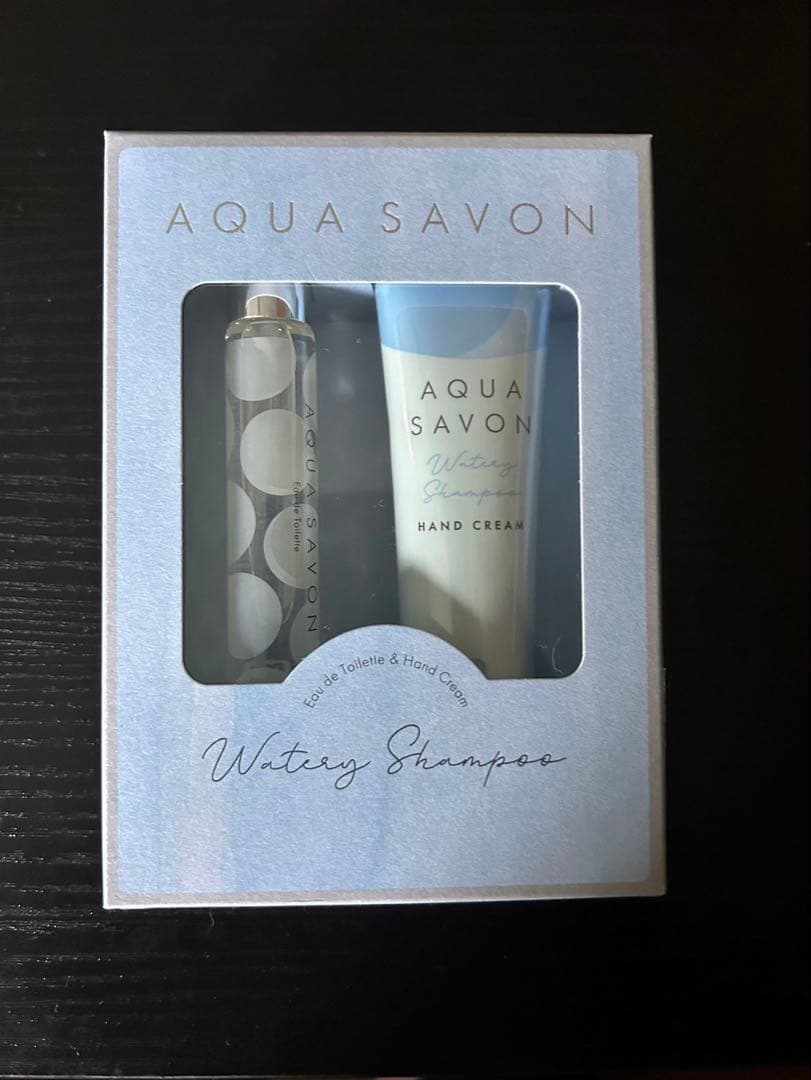 AQUA SAVON
AQUA SAVON
Eau de Toilette
AQUA
SAVON
Watery
Shampoo
HAND CREAM
Eau de Toilette & Hand Cream
Watery Shampoo